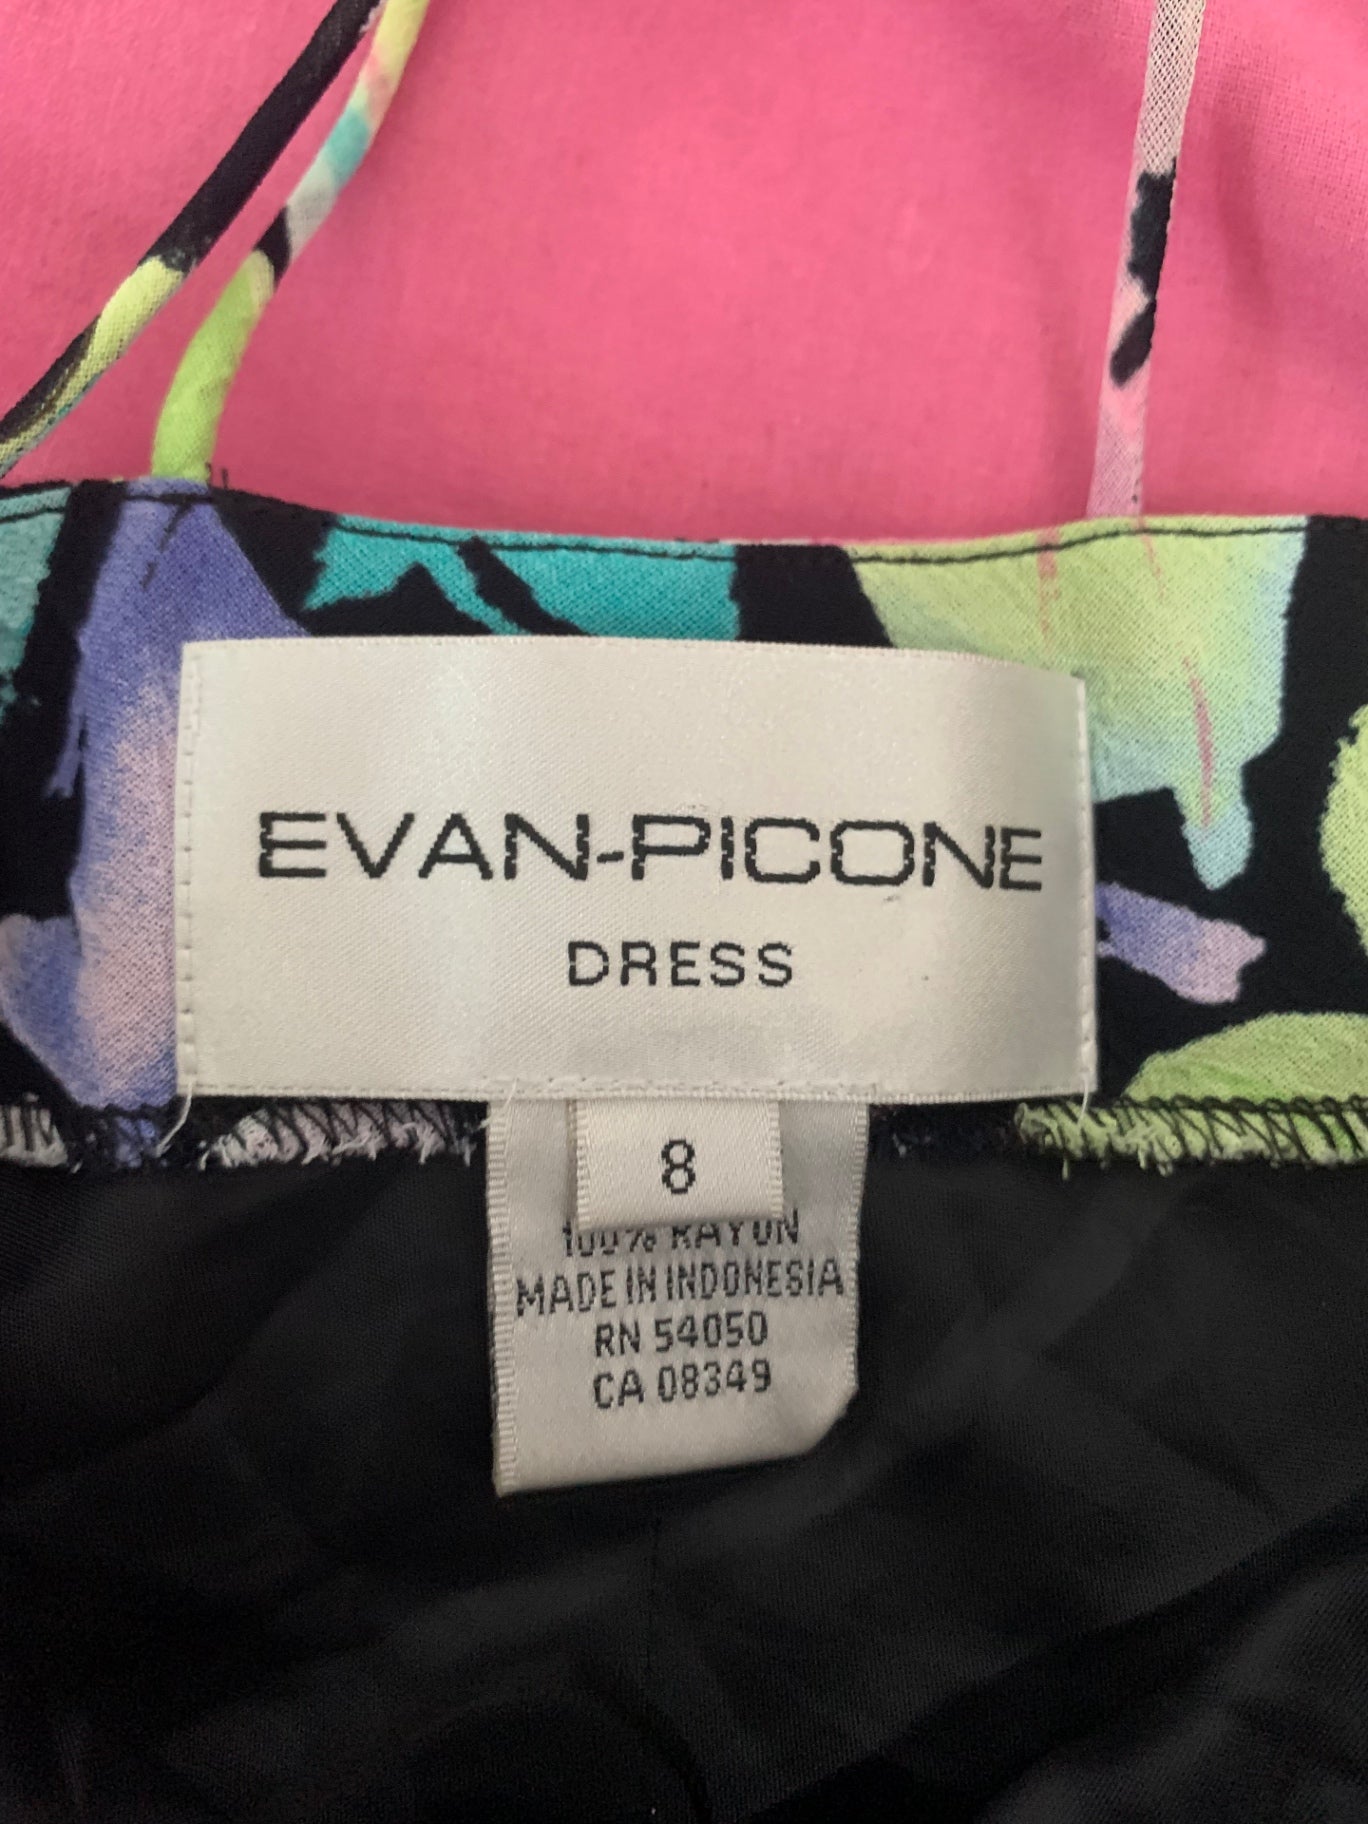 EVAN-PICONE
DRESS
8
100% RAYON
MADE IN INDONESIA
RN 54050
CA 08349